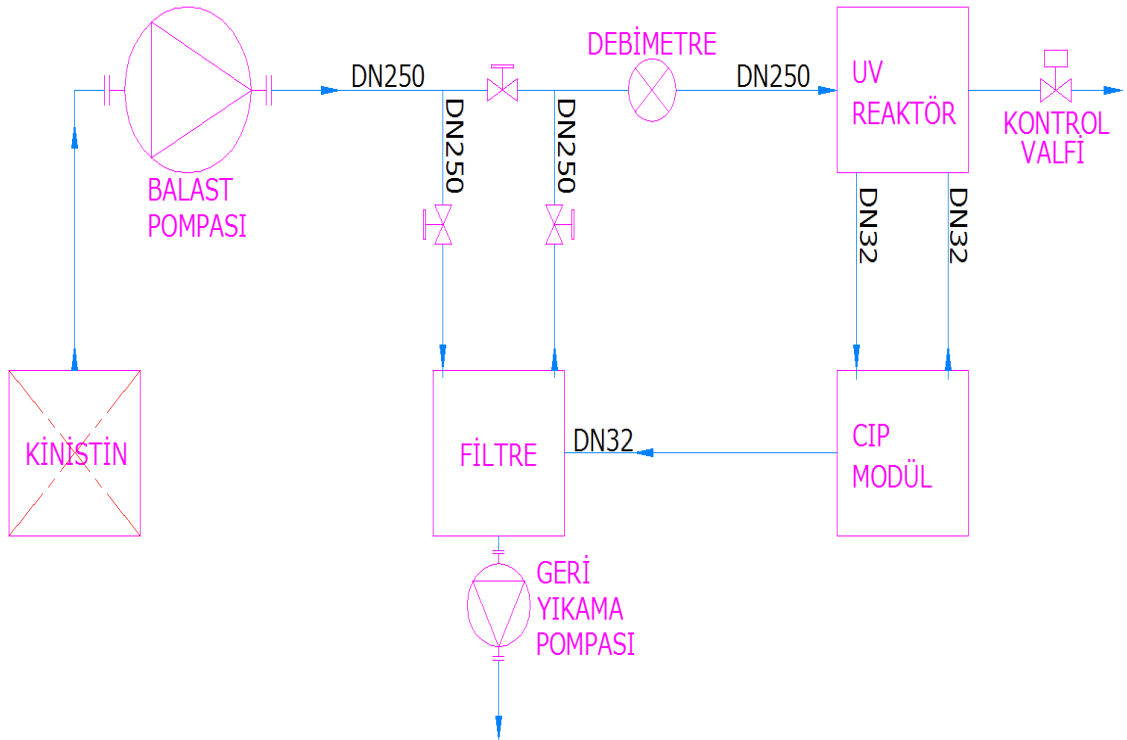 DEBİMETRE
DN250
DN250
UV
REAKTÖR
KONTROL
VALFİ
BALAST
POMPASI
DN250
DN250
DN32
DN32
KİNİSTİN
FİLTRE
DN32
CIP
MODÜL
GERİ
YIKAMA
POMPASI